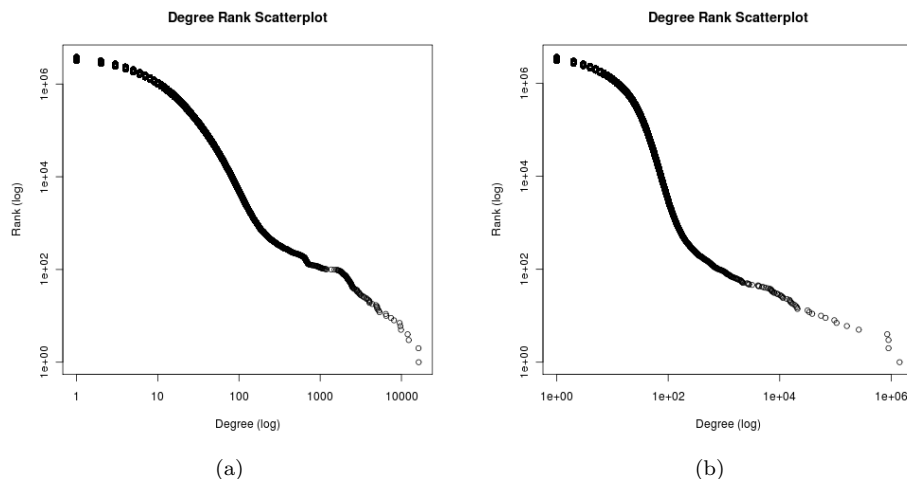 Degree Rank Scatterplot
Rank (log)
1e+06
1e+04
1e+02
1e+00
1 10 100 1000 10000
Degree (log)
(a)
Degree Rank Scatterplot
Rank (log)
1e+06
1e+04
1e+02
1e+00
1e+00 1e+02 1e+04 1e+06
Degree (log)
(b)